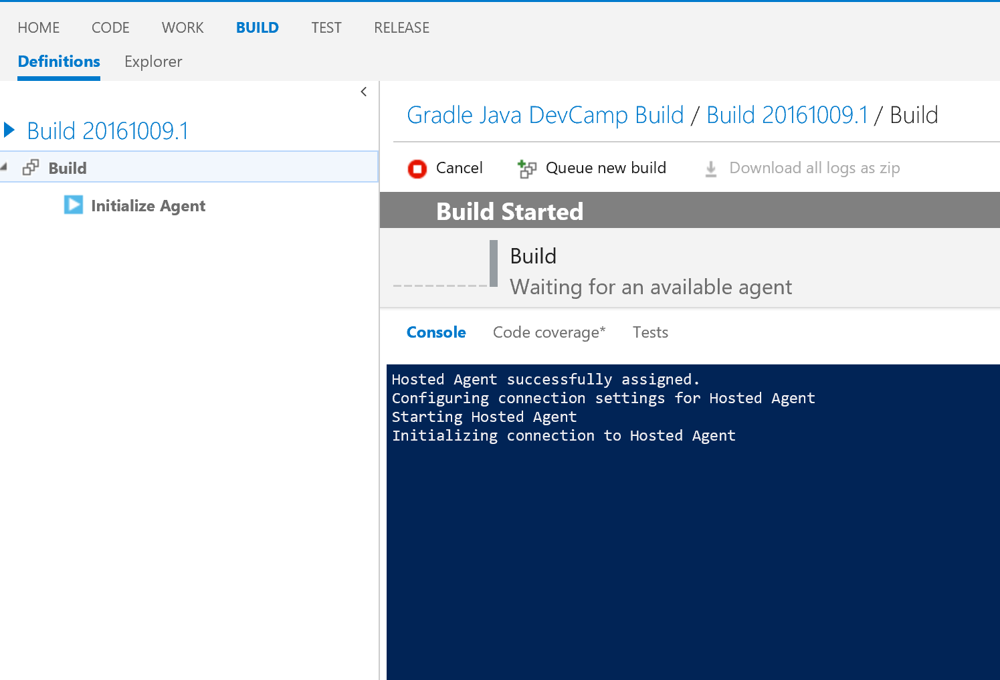 HOME CODE WORK BUILD TEST RELEASE
Definitions Explorer
Build 20161009.1
Build
Initialize Agent
Gradle Java DevCamp Build / Build 20161009.1 / Build
Cancel Queue new build Download all logs as zip
Build Started
Build
Waiting for an available agent
Console Code coverage* Tests
Hosted Agent successfully assigned.
Configuring connection settings for Hosted Agent
Starting Hosted Agent
Initializing connection to Hosted Agent